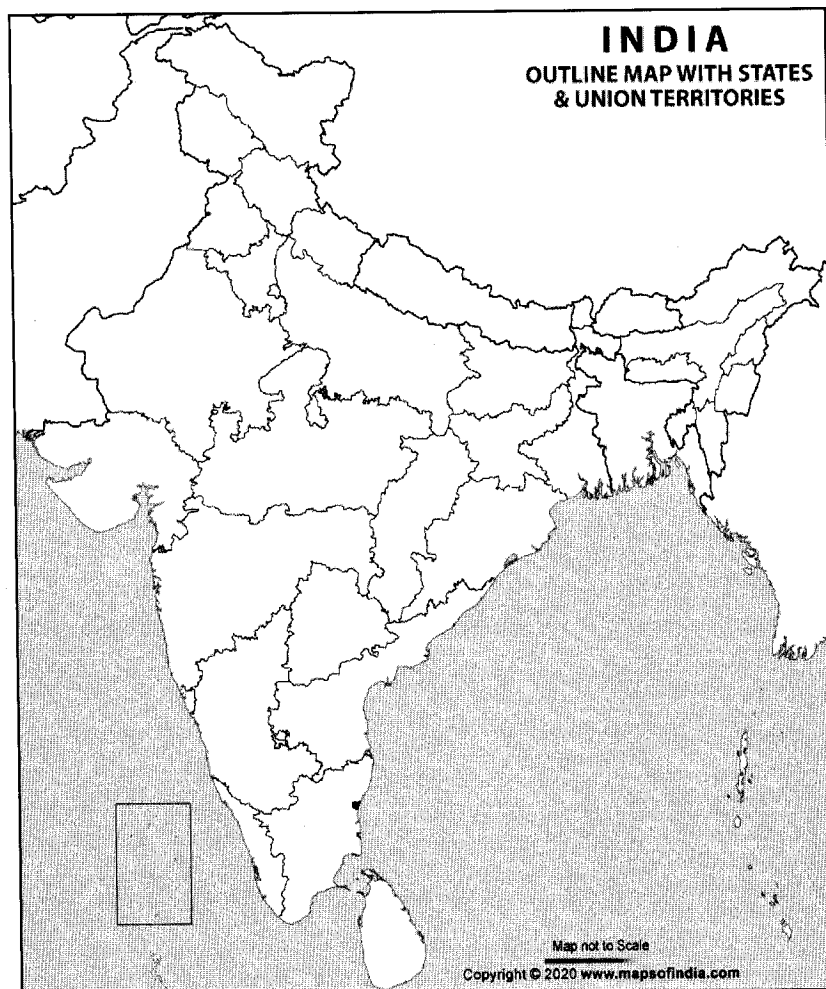 INDIA
OUTLINE MAP WITH STATES
& UNION TERRITORIES
Map not to Scale
Copyright © 2020 www.mapsofindia.com